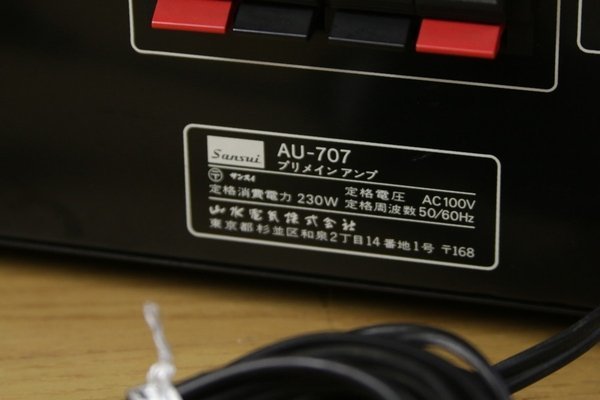 Sansui AU-707
プリメインアンプ
〒 サンスイ
定格消費電力 230W 定格電圧 AC100V
定格周波数 50/60Hz
山水電気株式会社
東京都杉並区和泉2丁目14番地1号 〒168